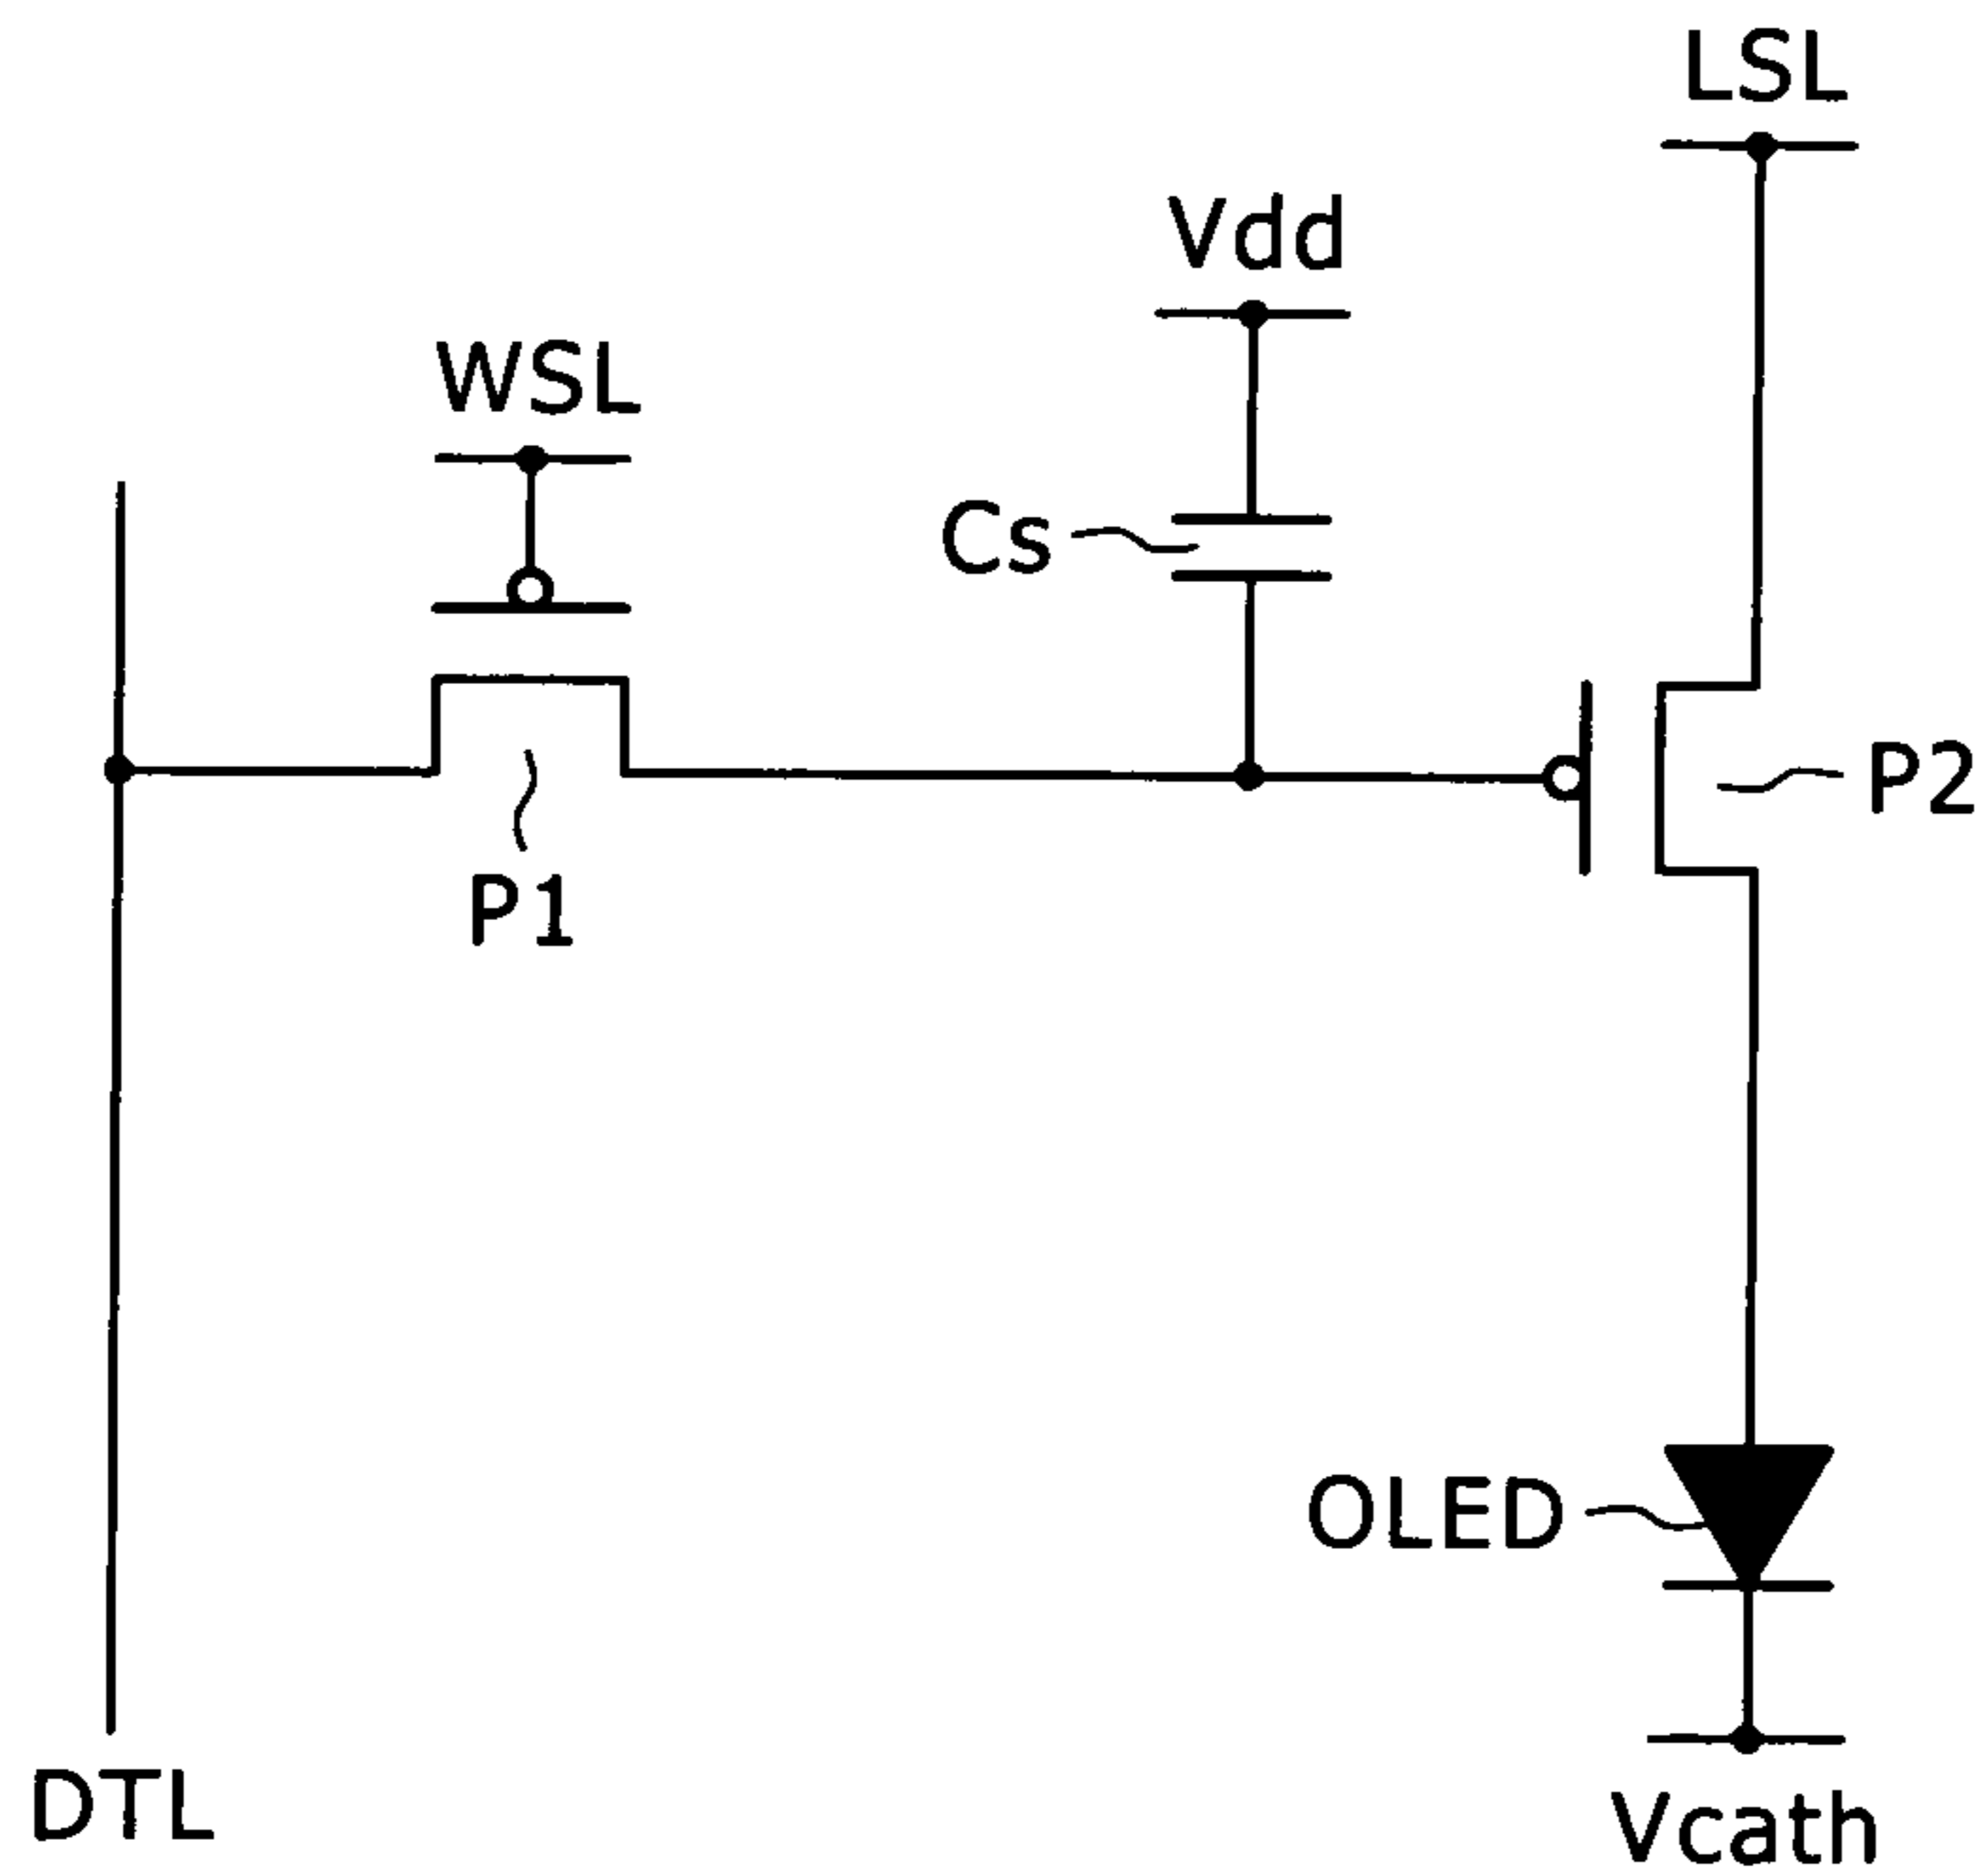 LSL
Vdd
WSL
Cs
P2
P1
OLED
DTL
Vcath